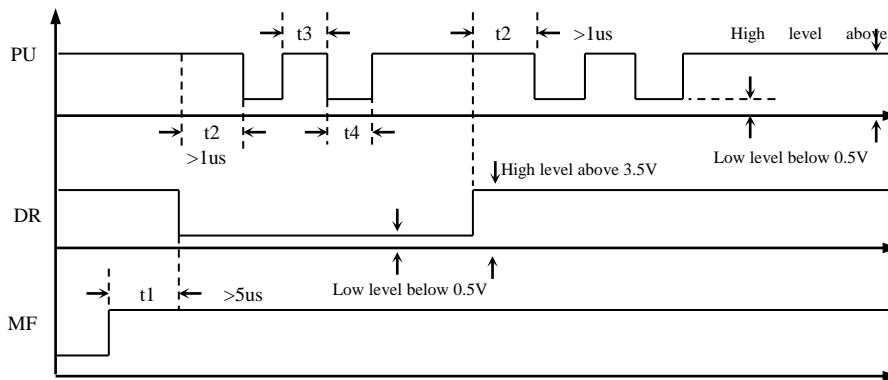 t3
t2
>1us
High level above
PU
t2
t4
>1us
Low level below 0.5V
High level above 3.5V
DR
t1
>5us
Low level below 0.5V
MF